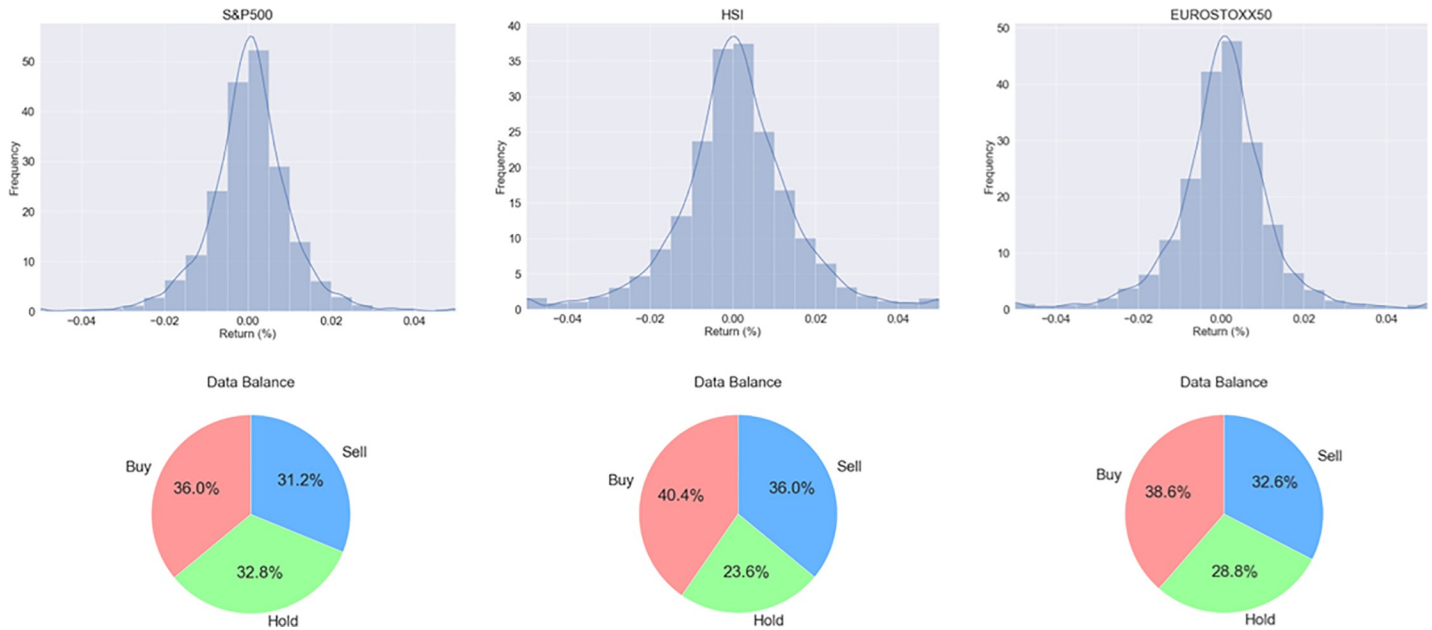 S&P500
50
40
30
20
10
0
Frequency
−0.04
−0.02
0.00
0.02
0.04
Return (%)
HSI
40
35
30
25
20
15
10
5
0
Frequency
−0.04
−0.02
0.00
0.02
0.04
Return (%)
EUROSTOXX50
50
40
30
20
10
0
Frequency
−0.04
−0.02
0.00
0.02
0.04
Return (%)
Data Balance
Buy
36.0%
Sell
31.2%
32.8%
Hold
Data Balance
Buy
40.4%
Sell
36.0%
23.6%
Hold
Data Balance
Buy
38.6%
Sell
32.6%
28.8%
Hold